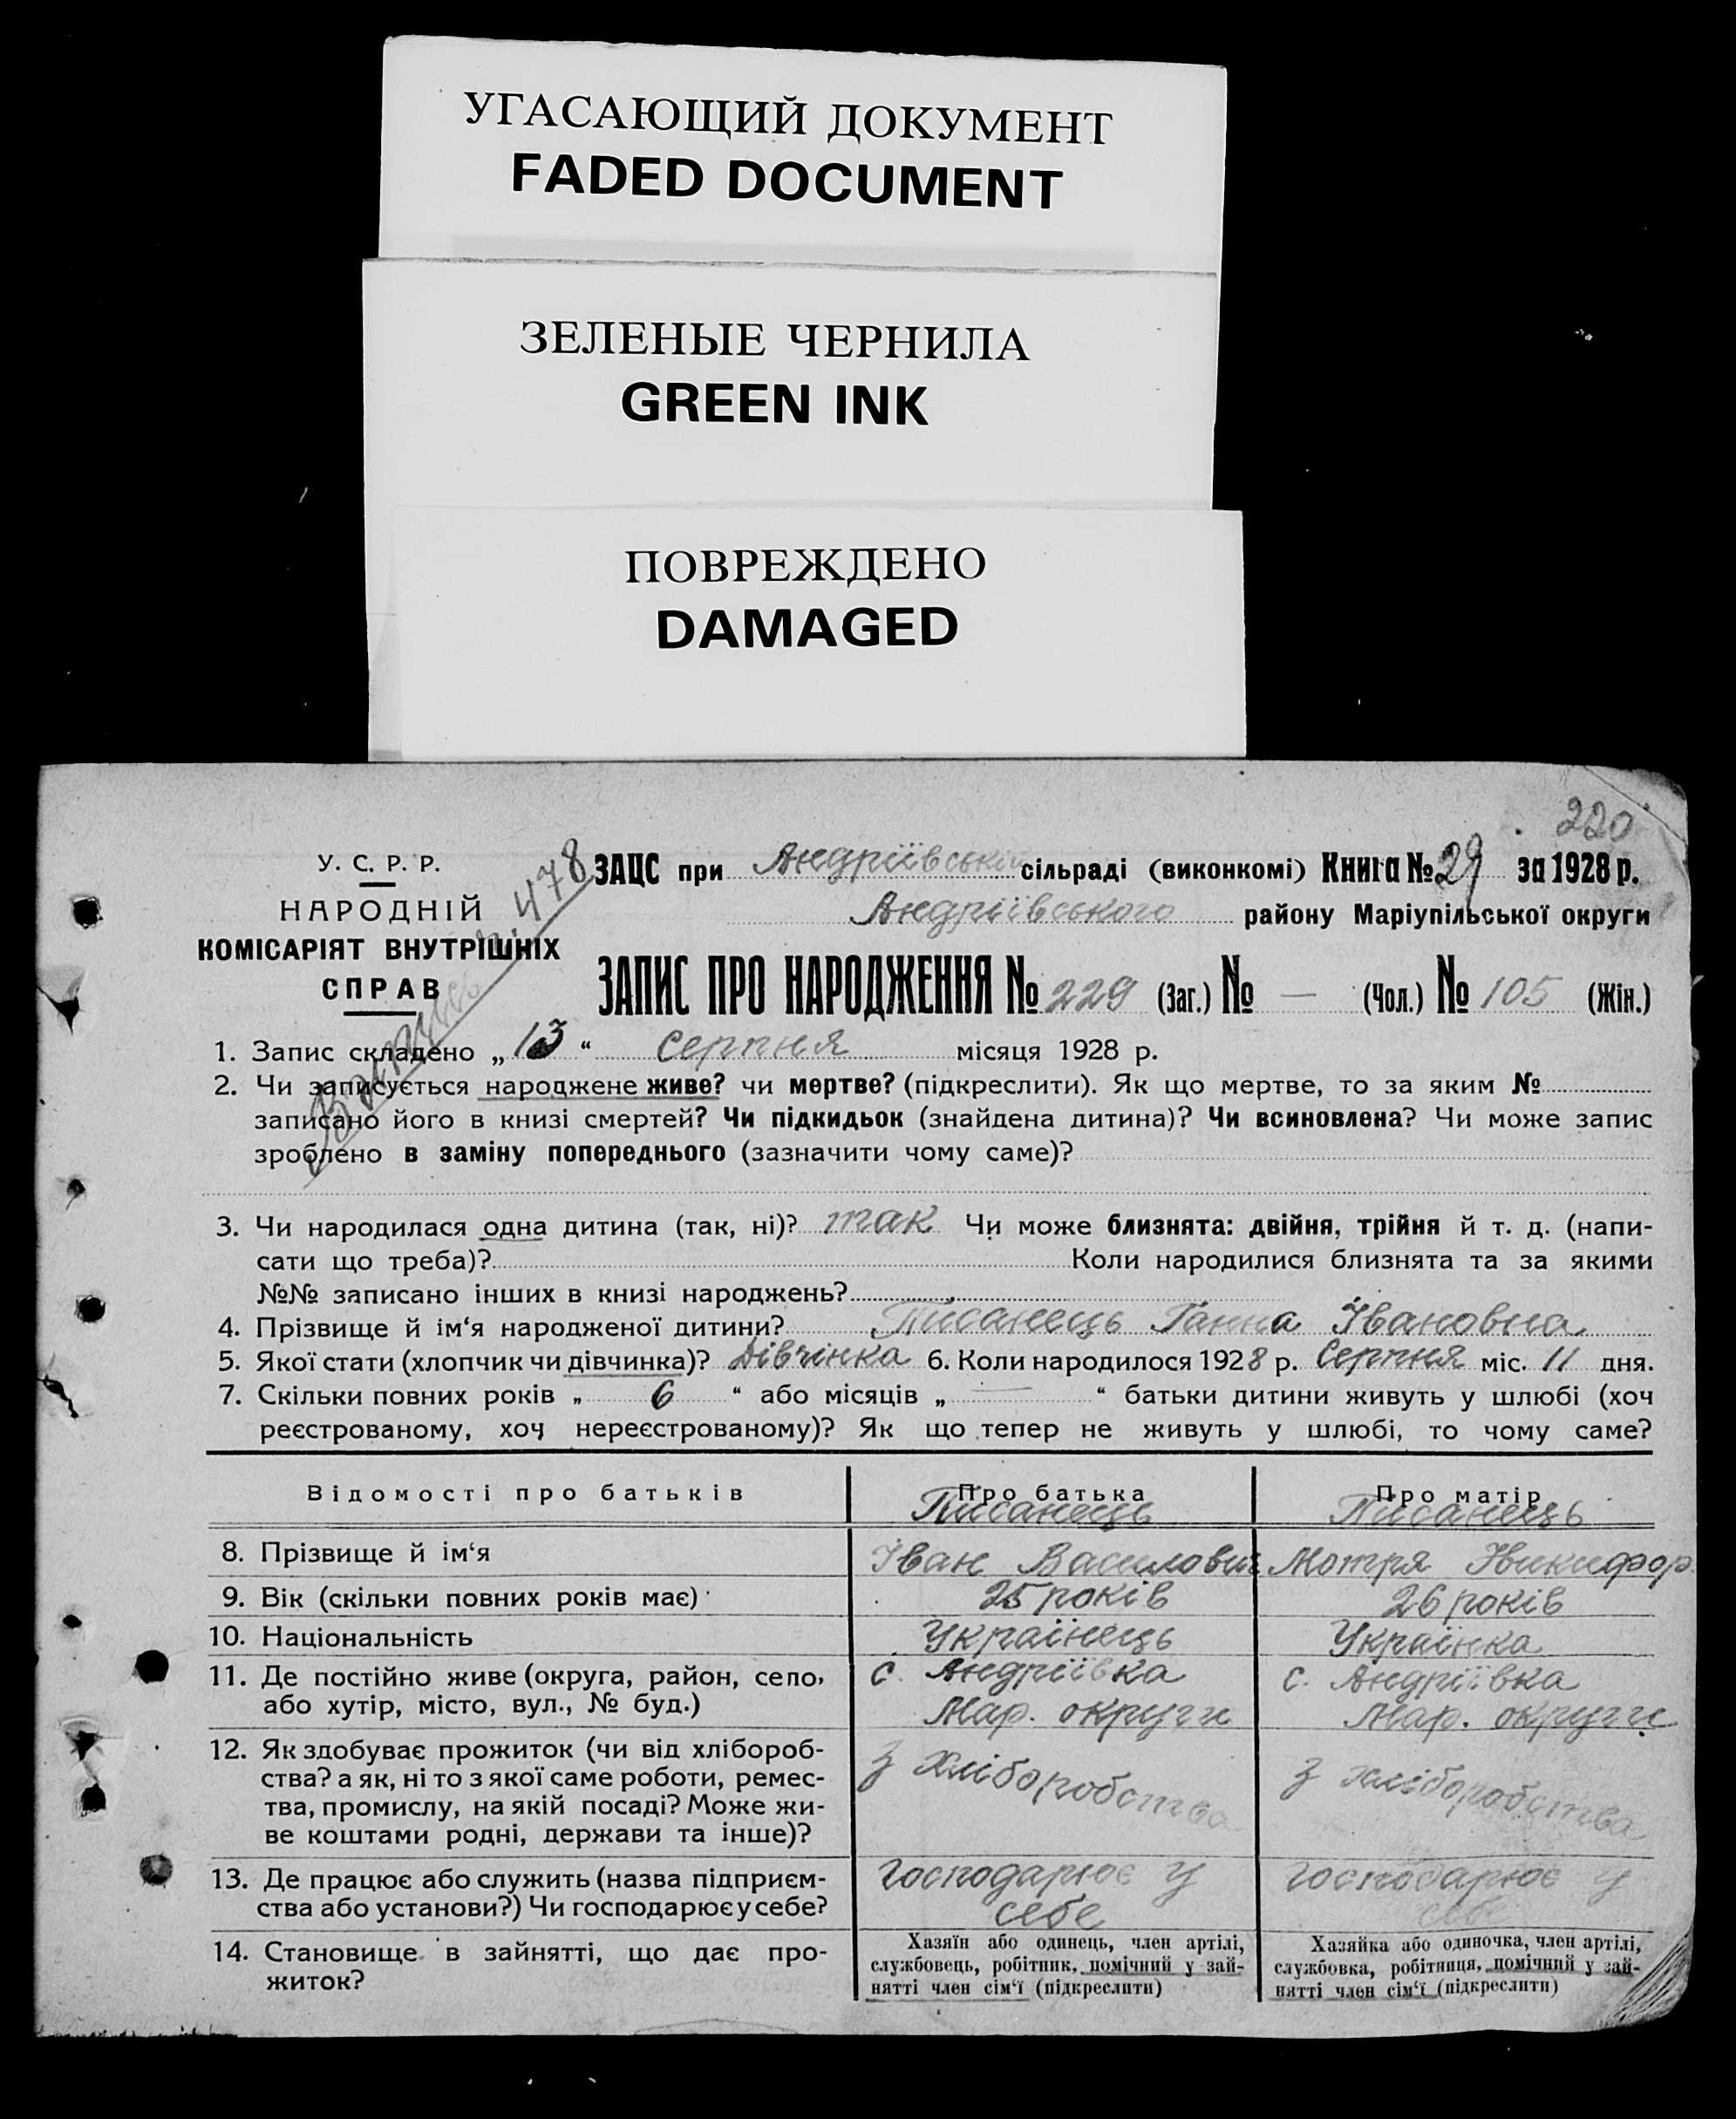 УГАСАЮЩИЙ ДОКУМЕНТ
FADED DOCUMENT
ЗЕЛЕНЫЕ ЧЕРНИЛА
GREEN INK
ПОВРЕЖДЕНО
DAMAGED
220
У. С. Р. Р.
НАРОДНІЙ
КОМІСАРІЯТ ВНУТРІШНІХ
СПРАВ
478
ЗАЦС при Андріївській сільраді (виконкомі) Книга № 29 за 1928 р.
Андріївського району Маріупільської округи
ЗАПИС ПРО НАРОДЖЕННЯ № 229 (Заг.) № — (Чол.) № 105 (Жін.)
1. Запис складено „ 13 “ Серпня місяця 1928 р.
2. Чи записується народжене живе? чи мертве? (підкреслити). Як що мертве, то за яким №
записано його в книзі смертей? Чи підкидьок (знайдена дитина)? Чи всиновлена? Чи може запис
зроблено в заміну попереднього (зазначити чому саме)?
3. Чи народилася одна дитина (так, ні)? так Чи може близнята: двійня, трійня й т. д. (напи-
сати що треба)? Коли народилися близнята та за якими
№№ записано інших в книзі народжень?
4. Прізвище й ім‘я народженої дитини? Писанець Ганна Івановна
5. Якої стати (хлопчик чи дівчинка)? Дівчінка 6. Коли народилося 1928 р. Серпня міс. 11 дня.
7. Скільки повних років „ 6 “ або місяців „ — “ батьки дитини живуть у шлюбі (хоч
реєстрованому, хоч нереєстрованому)? Як що тепер не живуть у шлюбі, то чому саме?
Відомості про батьків Про батька Про матір
Писанець Писанець
8. Прізвище й ім‘я Іван Василович Мотря Никифор
9. Вік (скільки повних років має) 25 років 26 років
10. Національність Українець Українка
11. Де постійно живе (округа, район, село, с. Андріївка с. Андріївка
або хутір, місто, вул., № буд.) Мар. округи Мар. округи
12. Як здобуває прожиток (чи від хлібороб- З хліборобства З хліборобства
ства? а як, ні то з якої саме роботи, ремес-
тва, промислу, на якій посаді? Може жи-
ве коштами родні, держави та інше)?
13. Де працює або служить (назва підприєм- господарює у господарює у
ства або установи?) Чи господарює у себе? себе себе
14. Становище в зайнятті, що дає про-
житок?
Хазяїн або одинець, член артілі,
службовець, робітник, помічний у зай-
нятті член сім‘ї (підкреслити)
Хазяйка або одиночка, член артілі,
службовка, робітниця, помічний у зай-
нятті член сім‘ї (підкреслити)